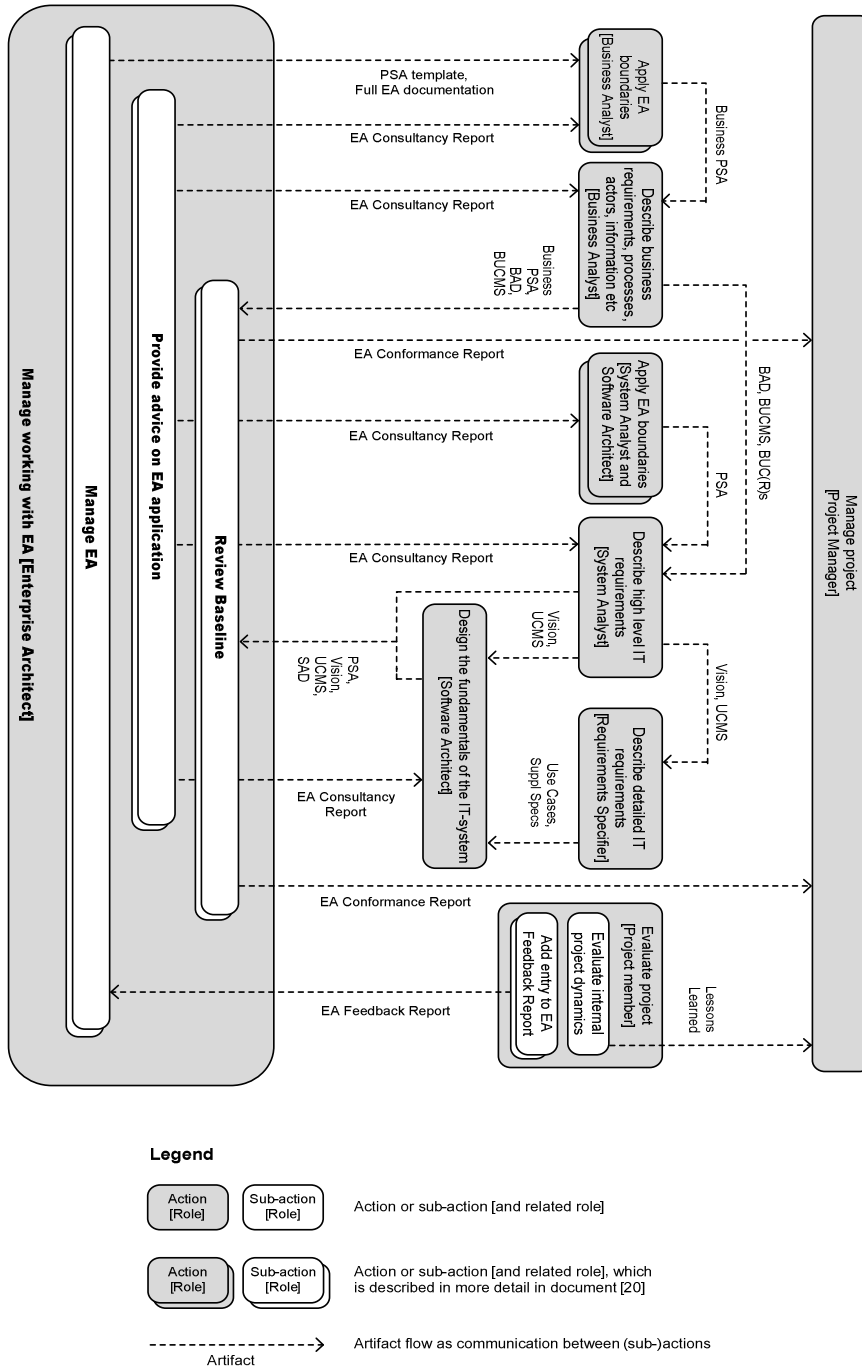 Manage project
[Project Manager]
Apply EA
boundaries
[Business Analyst]
PSA template,
Full EA documentation
EA Consultancy Report
Business PSA
Describe business
requirements, processes,
actors, information etc
[Business Analyst]
EA Consultancy Report
Business
PSA,
BAD,
BUCMS
EA Conformance Report
BAD, BUCMS, BUC(R)s
Apply EA boundaries
[System Analyst and
Software Architect]
EA Consultancy Report
PSA
Describe high level IT
requirements
[System Analyst]
EA Consultancy Report
Vision,
UCMS
Vision, UCMS
Design the fundamentals of the IT-system
[Software Architect]
PSA,
Vision,
UCMS,
SAD
Describe detailed IT
requirements
[Requirements Specifier]
Use Cases,
Suppl Specs
EA Consultancy
Report
EA Conformance Report
Evaluate project
[Project member]
Evaluate internal
project dynamics
Add entry to EA
Feedback Report
Lessons
Learned
EA Feedback Report
Review Baseline
Provide advice on EA application
Manage EA
Manage working with EA [Enterprise Architect]
Legend
Action
[Role]
Sub-action
[Role]
Action or sub-action [and related role]
Action
[Role]
Sub-action
[Role]
Action or sub-action [and related role], which
is described in more detail in document [20]
Artifact
Artifact flow as communication between (sub-)actions